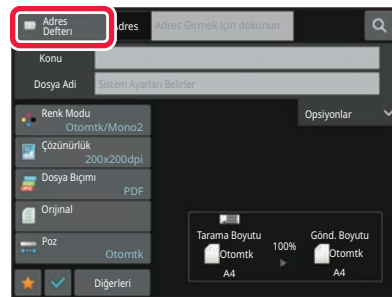 Adres
Defteri
Adres
Adres Girmek için dokunun
Konu
Dosya Adi
Sistem Ayarları Belirler
Renk Modu
Otomtk/Mono2
Opsiyonlar
Çözünürlük
200x200dpi
Dosya Bıçımı
PDF
Orijinal
Poz
Otomtk
Tarama Boyutu
Otomtk
A4
100%
Gönd. Boyutu
Otomtk
A4
Diğerleri